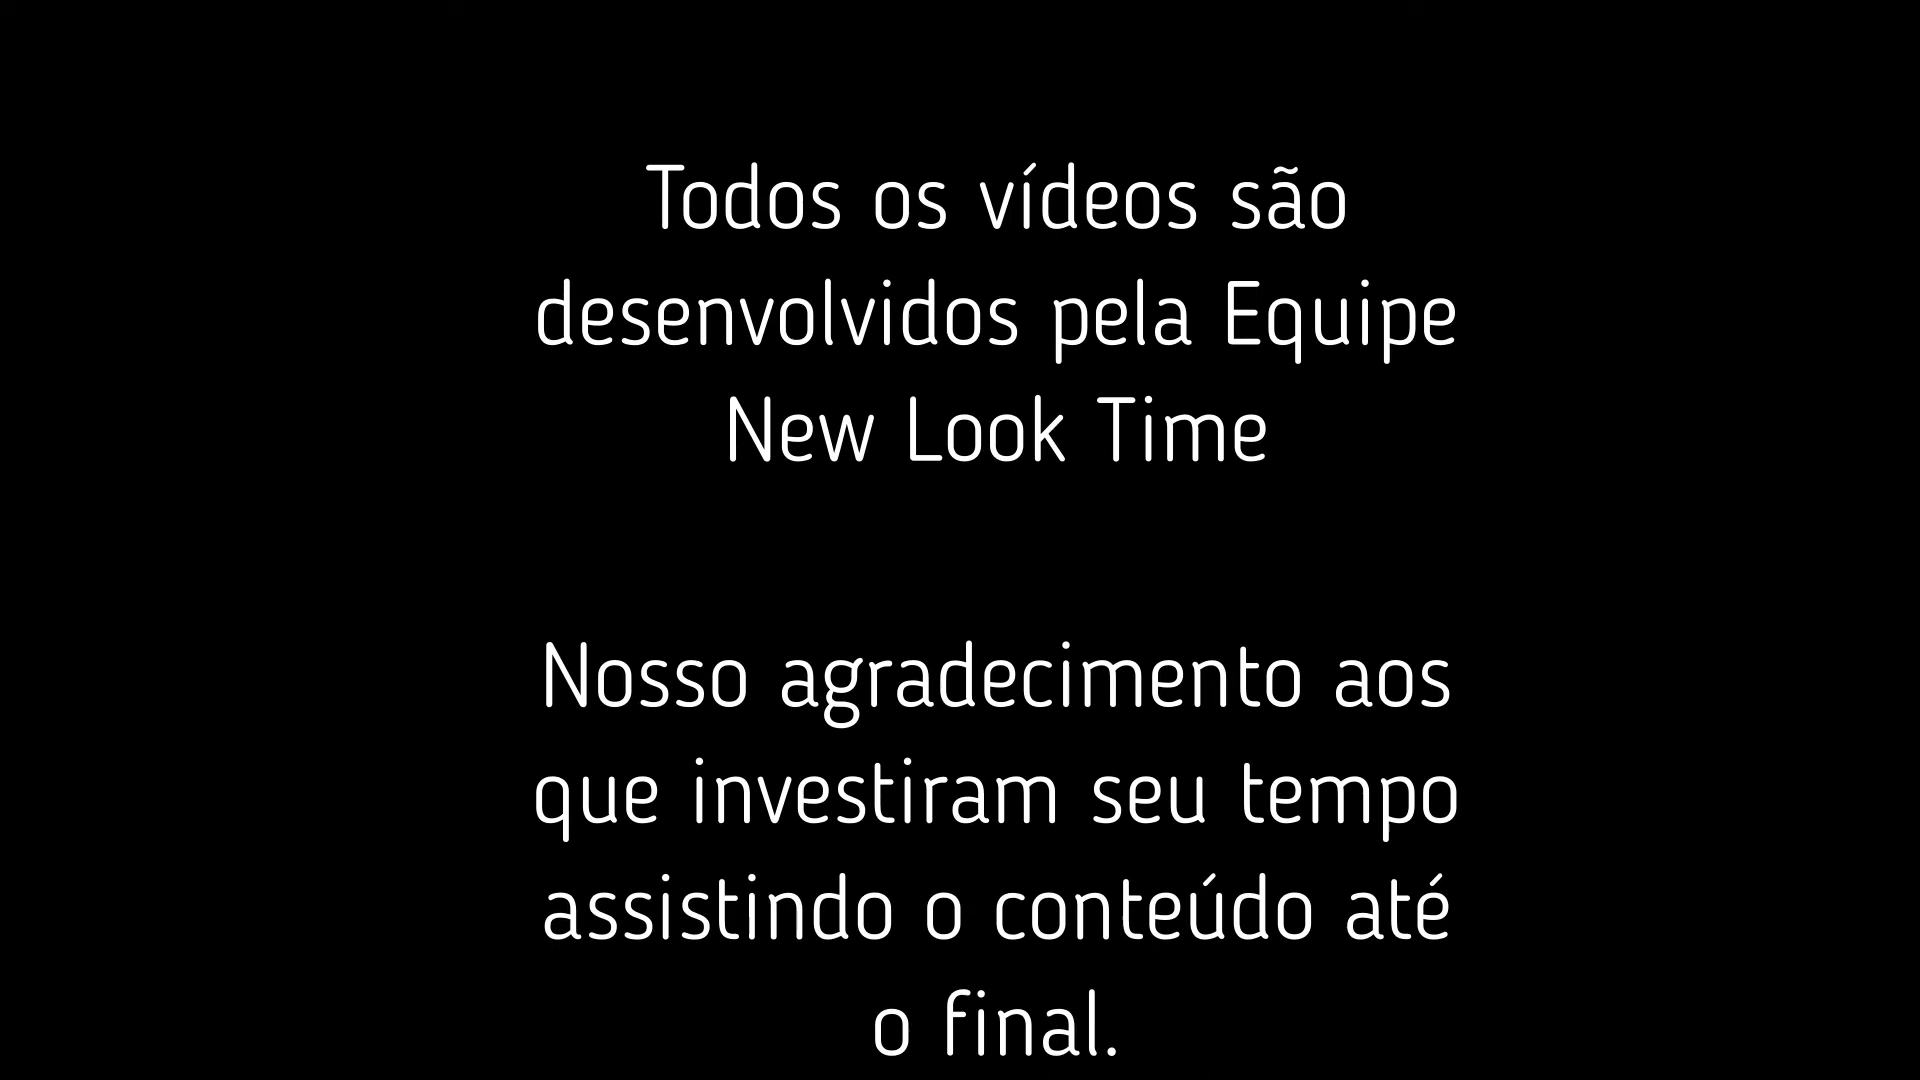 Todos os vídeos são
desenvolvidos pela Equipe
New Look Time
Nosso agradecimento aos
que investiram seu tempo
assistindo o conteúdo até
o final.